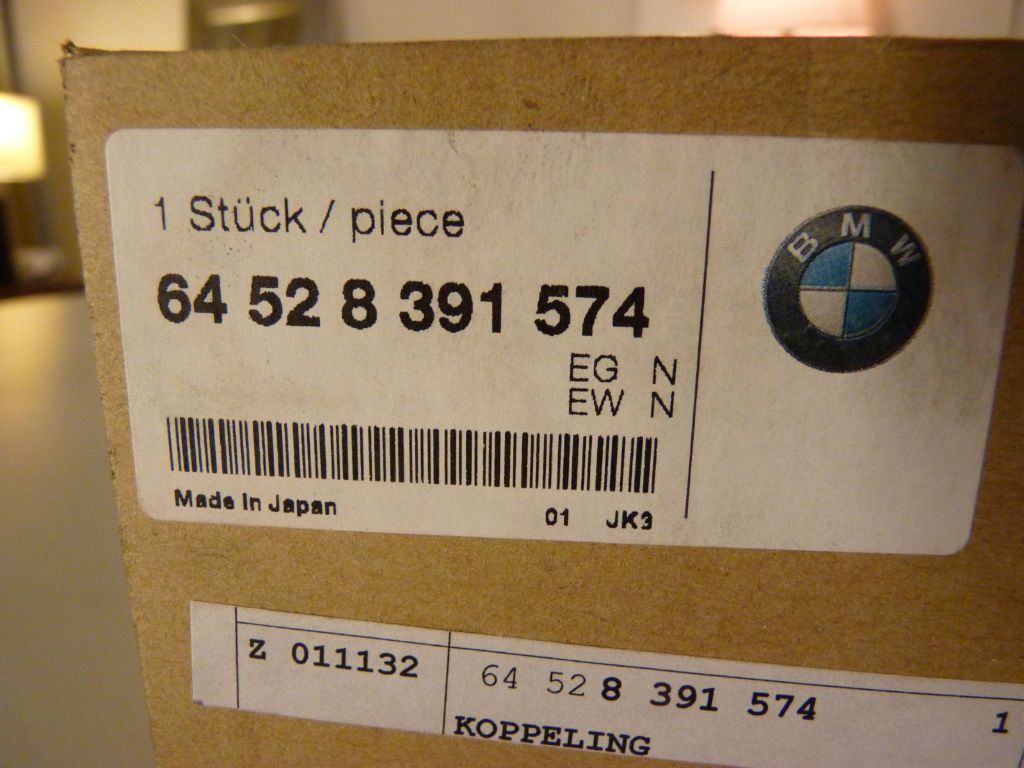 1 Stück / piece
BMW
64 52 8 391 574
EG N
EW N
Made In Japan 01 JK3
Z 011132 64 52 8 391 574 1
KOPPELING